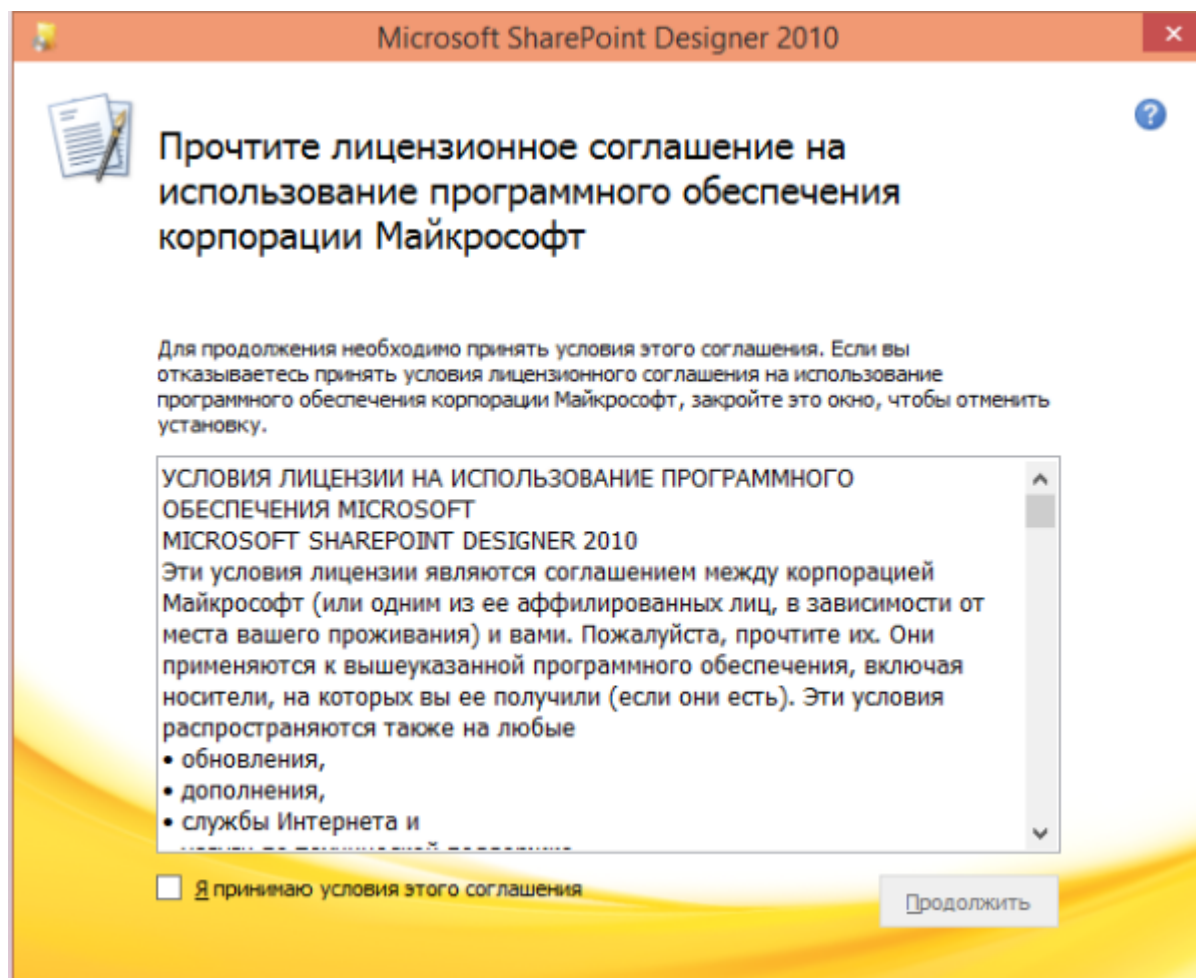 Microsoft SharePoint Designer 2010
Прочтите лицензионное соглашение на
использование программного обеспечения
корпорации Майкрософт
Для продолжения необходимо принять условия этого соглашения. Если вы
отказываетесь принять условия лицензионного соглашения на использование
программного обеспечения корпорации Майкрософт, закройте это окно, чтобы отменить
установку.
УСЛОВИЯ ЛИЦЕНЗИИ НА ИСПОЛЬЗОВАНИЕ ПРОГРАММНОГО
ОБЕСПЕЧЕНИЯ MICROSOFT
MICROSOFT SHAREPOINT DESIGNER 2010
Эти условия лицензии являются соглашением между корпорацией
Майкрософт (или одним из ее аффилированных лиц, в зависимости от
места вашего проживания) и вами. Пожалуйста, прочтите их. Они
применяются к вышеуказанной программного обеспечения, включая
носители, на которых вы ее получили (если они есть). Эти условия
распространяются также на любые
• обновления,
• дополнения,
• службы Интернета и
Я принимаю условия этого соглашения
Продолжить